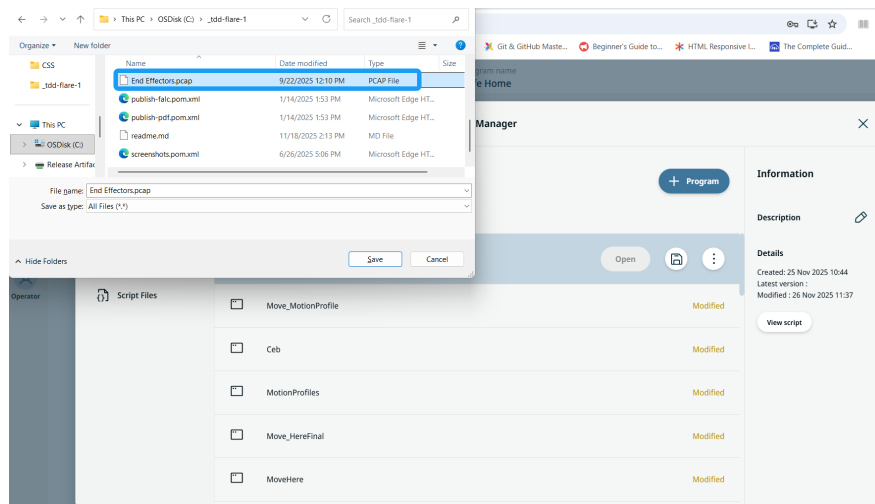 This PC > OSDisk (C:) > _tdd-flare-1
Search _tdd-flare-1
Organize
New folder
CSS
_tdd-flare-1
This PC
OSDisk (C:)
Release Artifac
Name
Date modified
Type
Size
End Effectors.pcap 9/22/2025 12:10 PM PCAP File
publish-falc.pom.xml 1/14/2025 1:53 PM Microsoft Edge HT...
publish-pdf.pom.xml 1/14/2025 1:53 PM Microsoft Edge HT...
readme.md 11/18/2025 2:13 PM MD File
screenshots.pom.xml 6/26/2025 5:06 PM Microsoft Edge HT...
File name: End Effectors.pcap
Save as type: All Files (*.*)
Hide Folders
Save
Cancel
Git & GitHub Maste...
Beginner's Guide to...
HTML Responsive l...
The Complete Guid...
gram name
e Home
Manager
Program
Open
Operator
Script Files
Move_MotionProfile Modified
Ceb Modified
MotionProfiles Modified
Move_HereFinal Modified
MoveHere Modified
Information
Description
Details
Created: 25 Nov 2025 10:44
Latest version :
Modified : 26 Nov 2025 11:37
View script